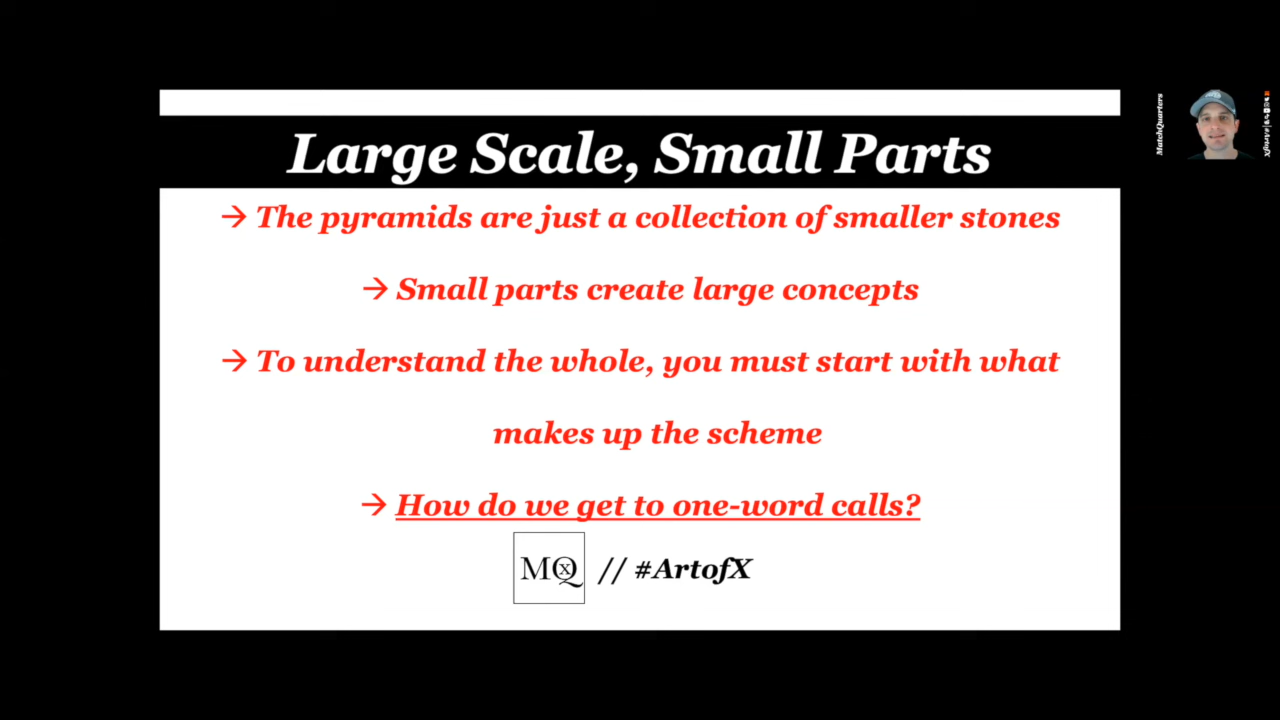 Large Scale, Small Parts
→ The pyramids are just a collection of smaller stones
→ Small parts create large concepts
→ To understand the whole, you must start with what
makes up the scheme
→ How do we get to one-word calls?
MQx // #ArtofX
MatchQuarters